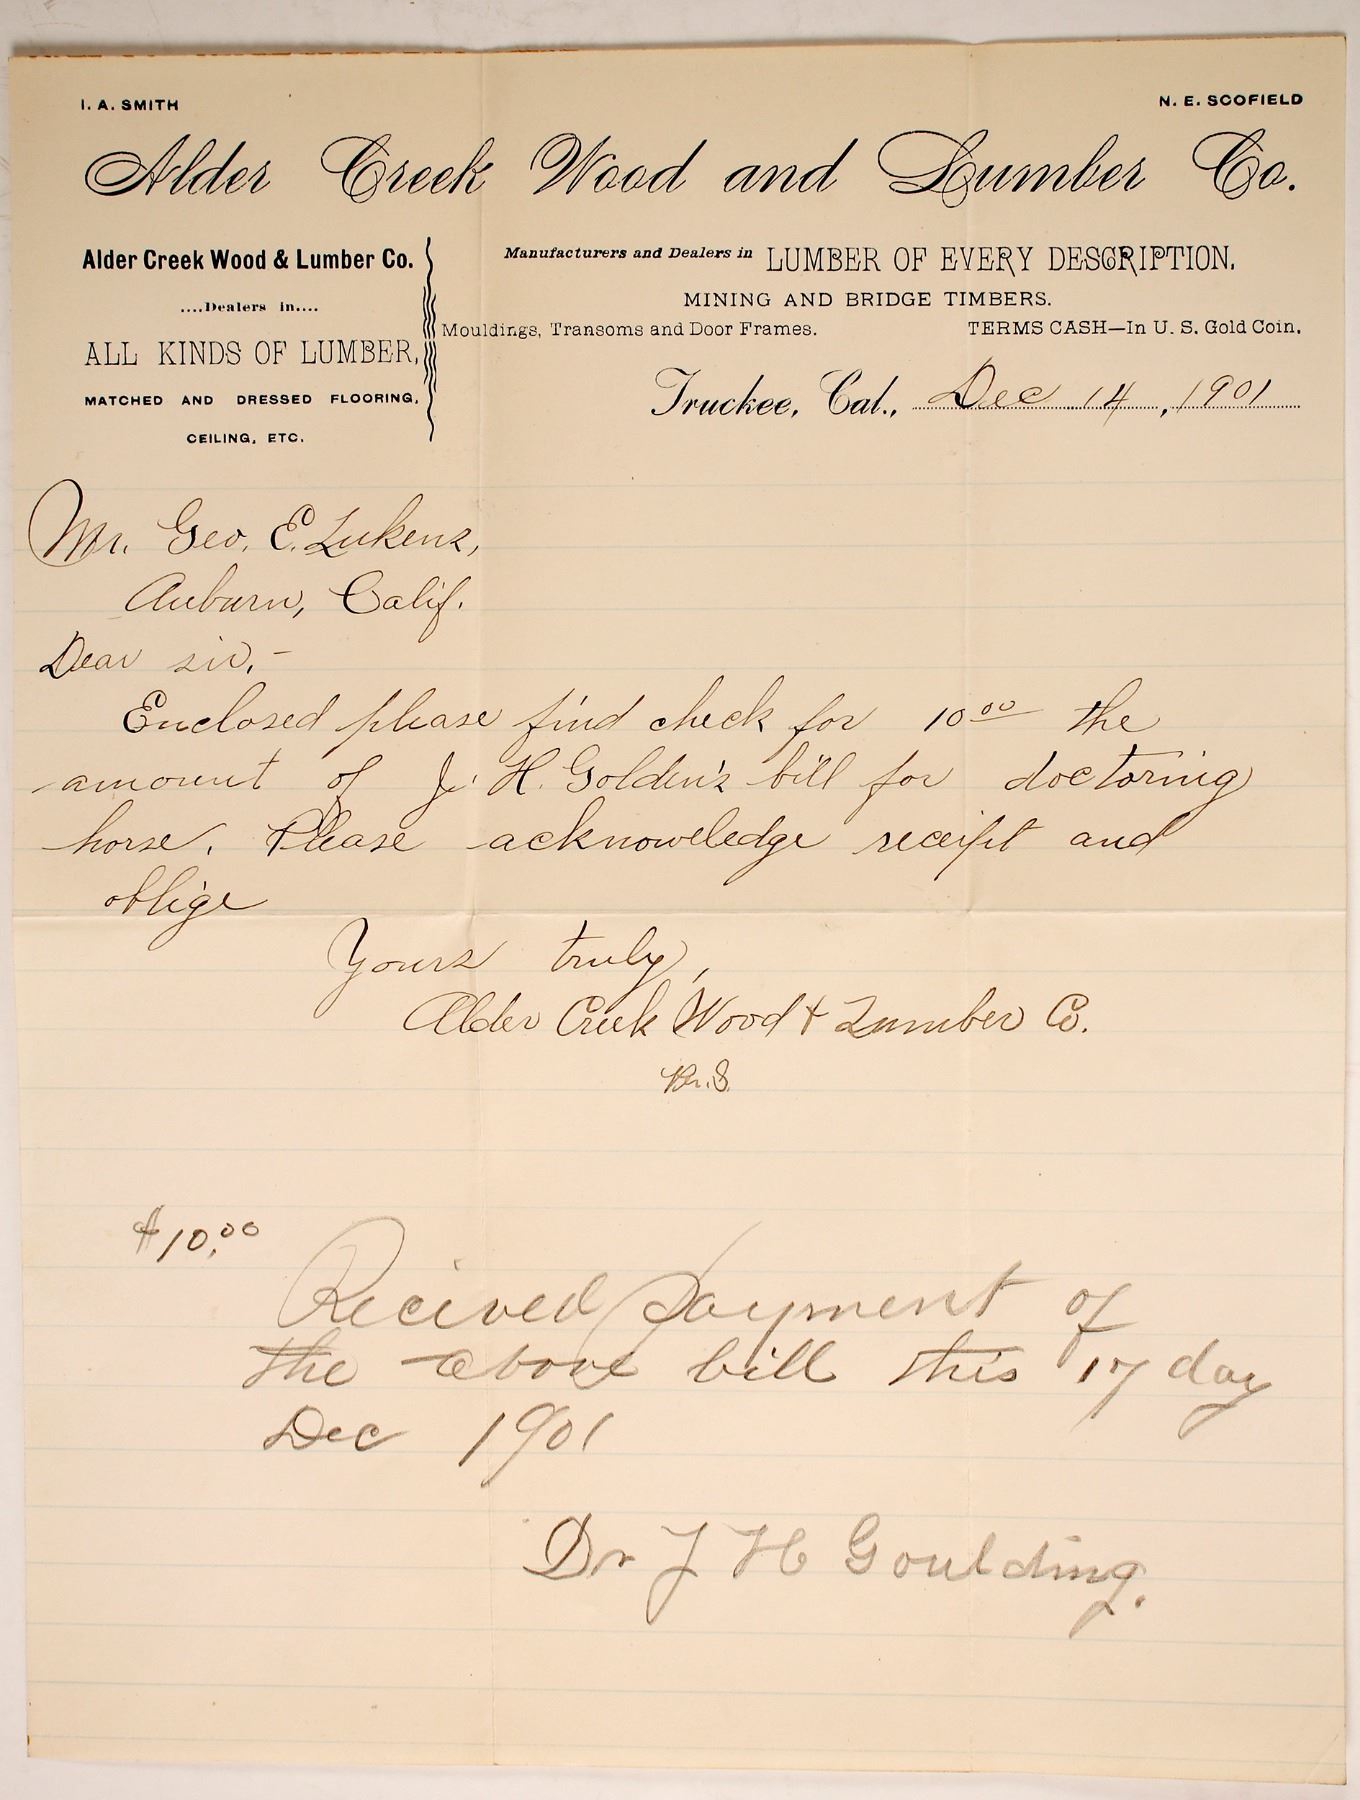 I. A. SMITH
N. E. SCOFIELD
Alder Creek Wood and Lumber Co.
Alder Creek Wood & Lumber Co.
....Dealers in....
ALL KINDS OF LUMBER,
MATCHED AND DRESSED FLOORING,
CEILING, ETC.
Manufacturers and Dealers in LUMBER OF EVERY DESCRIPTION.
MINING AND BRIDGE TIMBERS.
Mouldings, Transoms and Door Frames.
TERMS CASH—In U. S. Gold Coin.
Truckee, Cal., Dec 14, 1901
Mr. Geo. E. Lukens,
Auburn, Calif.
Dear sir,-
Enclosed please find check for 10 00 the
amount of J. H. Golden's bill for doctoring
horse. Please acknoweledge receipt and
oblige
Yours truly,
Alder Creek Wood & Lumber Co.
$10.00
Recieved payment of
the above bill this 17 day
Dec 1901
Dr J H Goulding.